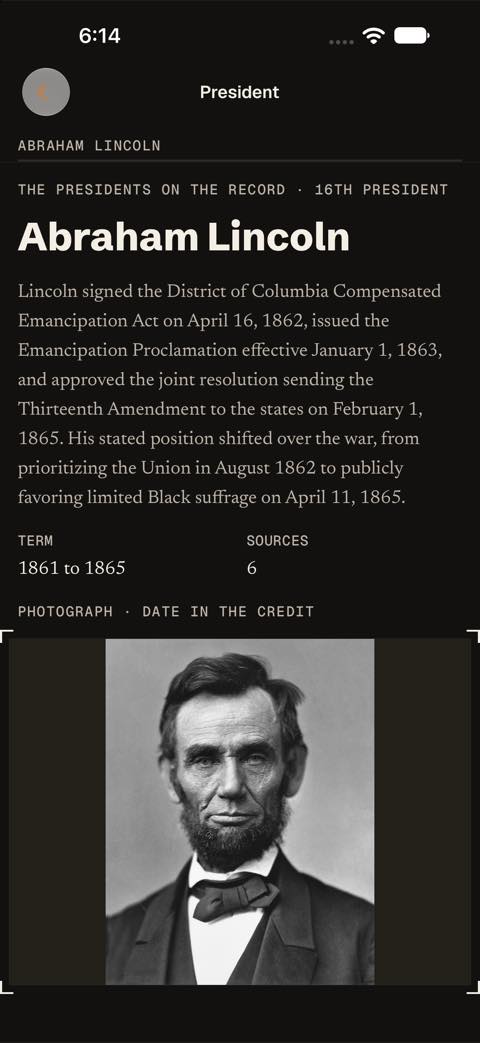 6:14
President
ABRAHAM LINCOLN
THE PRESIDENTS ON THE RECORD · 16TH PRESIDENT
Abraham Lincoln
Lincoln signed the District of Columbia Compensated
Emancipation Act on April 16, 1862, issued the
Emancipation Proclamation effective January 1, 1863,
and approved the joint resolution sending the
Thirteenth Amendment to the states on February 1,
1865. His stated position shifted over the war, from
prioritizing the Union in August 1862 to publicly
favoring limited Black suffrage on April 11, 1865.
TERM
SOURCES
1861 to 1865
6
PHOTOGRAPH · DATE IN THE CREDIT